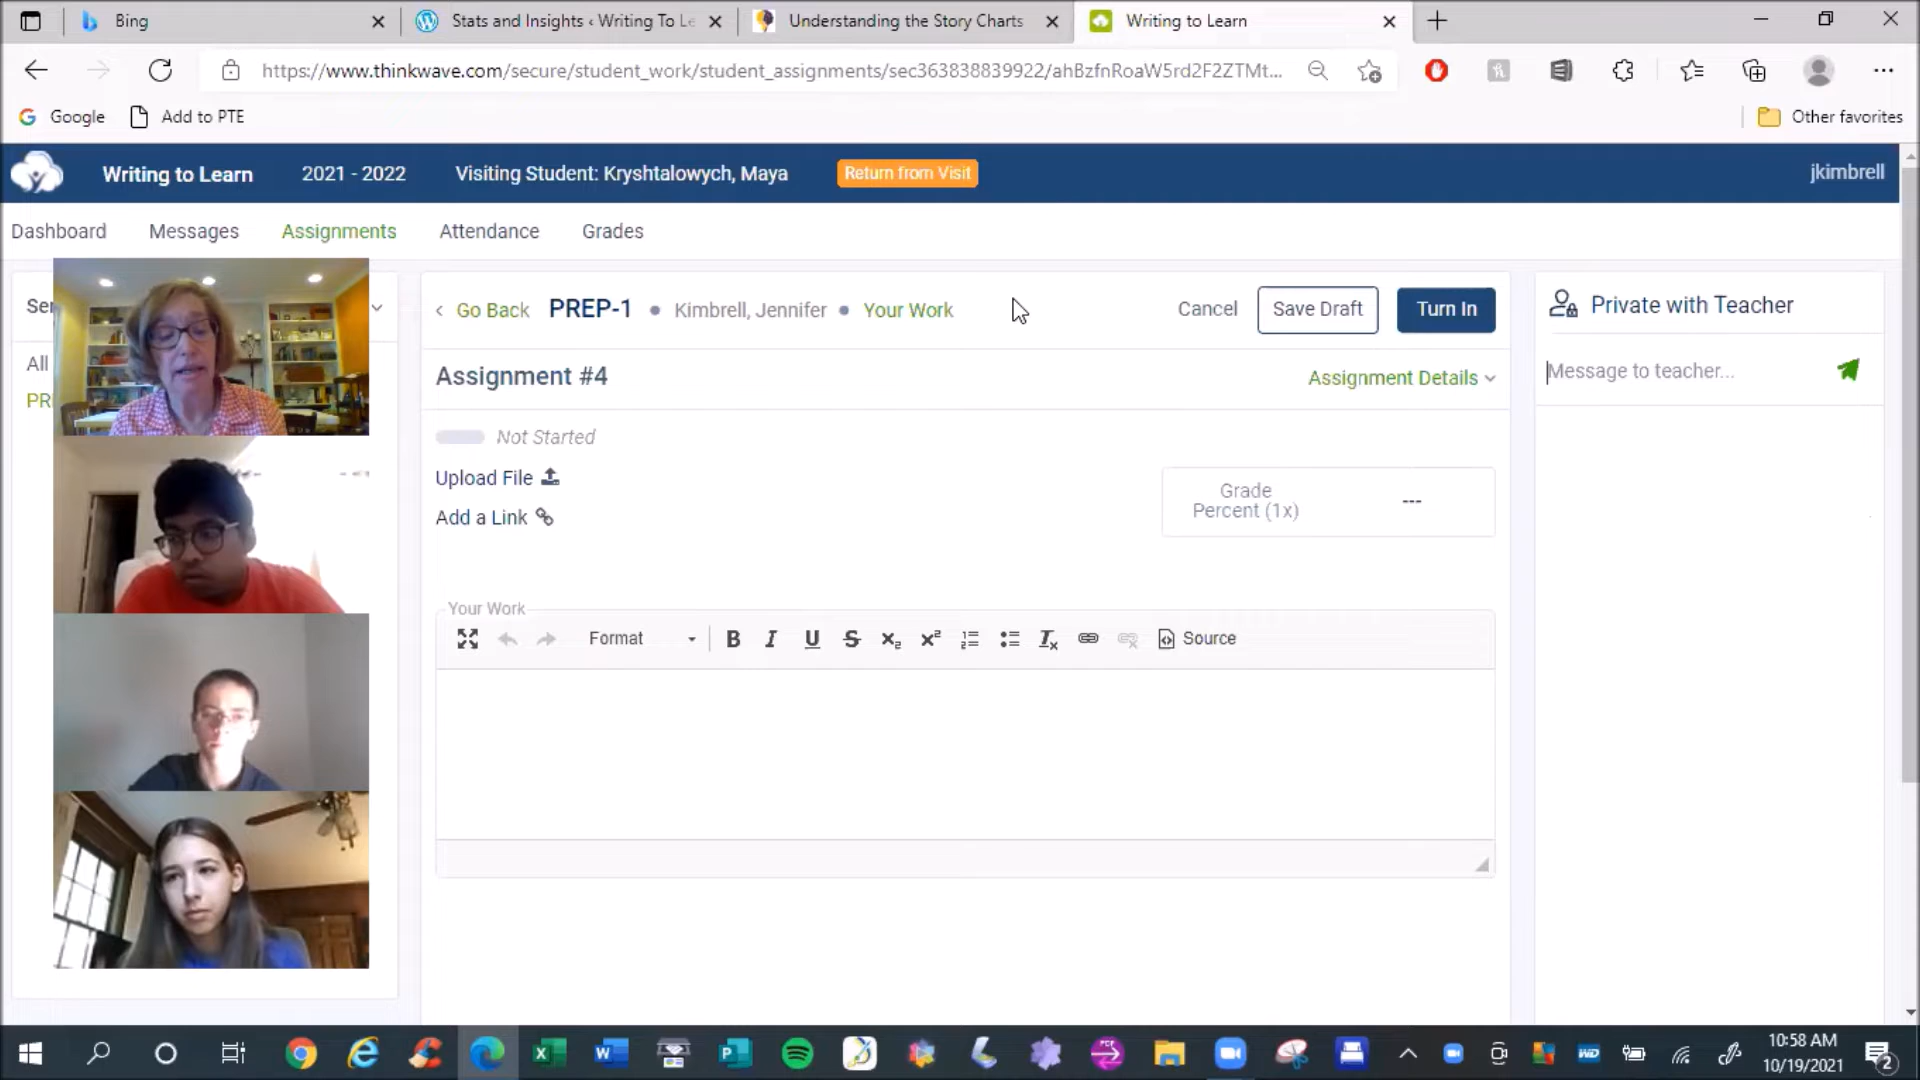 Bing
Stats and Insights ‹ Writing To Le
Understanding the Story Charts
Writing to Learn
https://www.thinkwave.com/secure/student_work/student_assignments/sec363838839922/ahBzfnRoaW5rd2F2ZTMt...
Google
Add to PTE
Other favorites
Writing to Learn
2021 - 2022
Visiting Student: Kryshtalowych, Maya
Return from Visit
jkimbrell
Dashboard
Messages
Assignments
Attendance
Grades
Ser
All
PR
Go Back
PREP-1
Kimbrell, Jennifer
Your Work
Cancel
Save Draft
Turn In
Private with Teacher
Message to teacher...
Assignment #4
Assignment Details
Not Started
Upload File
Add a Link
Grade
Percent (1x)
---
Your Work
Format
B
I
U
S
x₂
x²
Source
10:58 AM
10/19/2021
2